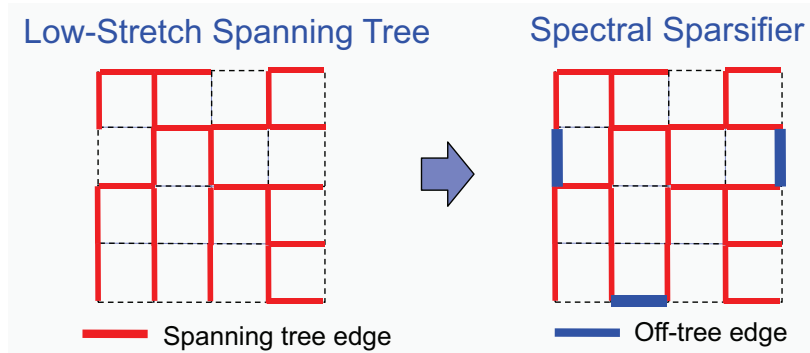 Low-Stretch Spanning Tree
Spectral Sparsifier
Spanning tree edge
Off-tree edge